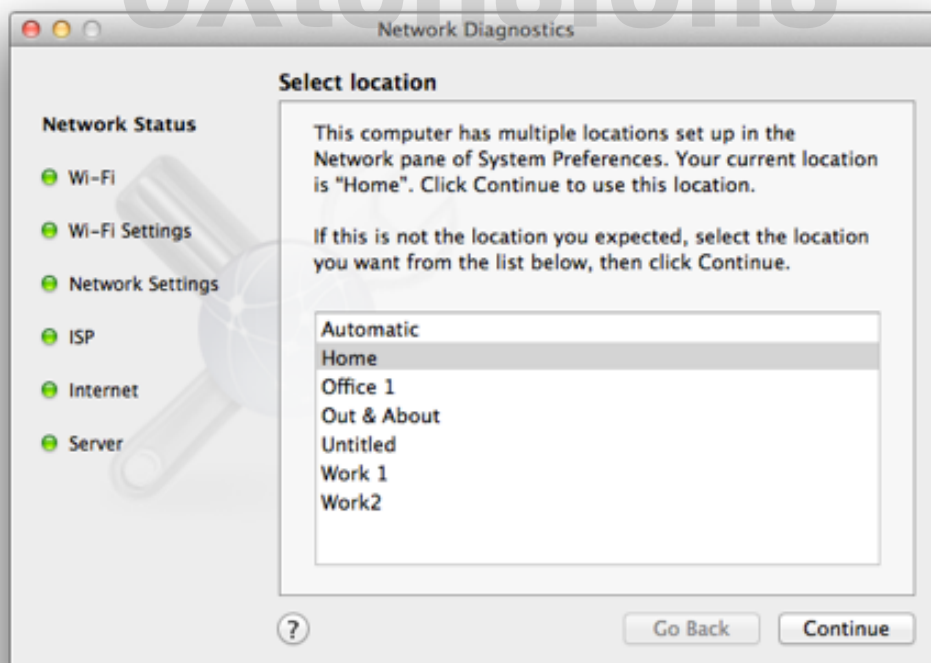 eXtensions
Network Diagnostics
Select location
Network Status
Wi-Fi
Wi-Fi Settings
Network Settings
ISP
Internet
Server
This computer has multiple locations set up in the
Network pane of System Preferences. Your current location
is "Home". Click Continue to use this location.
If this is not the location you expected, select the location
you want from the list below, then click Continue.
Automatic
Home
Office 1
Out & About
Untitled
Work 1
Work2
?
Go Back
Continue